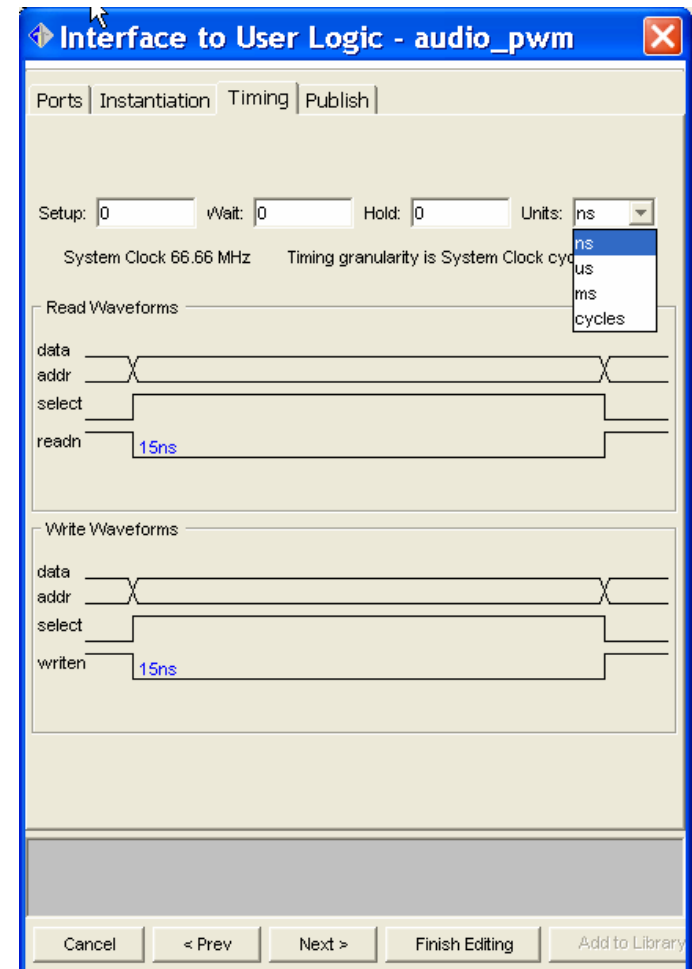 Interface to User Logic - audio_pwm
Ports Instantiation Timing Publish
Setup: 0 Wait: 0 Hold: 0 Units: ns
System Clock 66.66 MHz Timing granularity is System Clock
ns
us
ms
cycles
Read Waveforms
data
addr
select
readn
15ns
Write Waveforms
data
addr
select
writen
15ns
Cancel < Prev Next > Finish Editing Add to Library